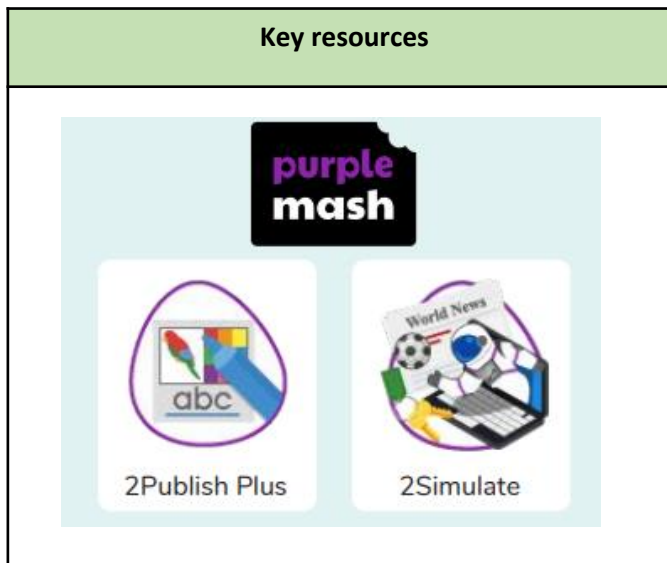 Key resources
purple
mash
World News
abc
2Publish Plus
2Simulate